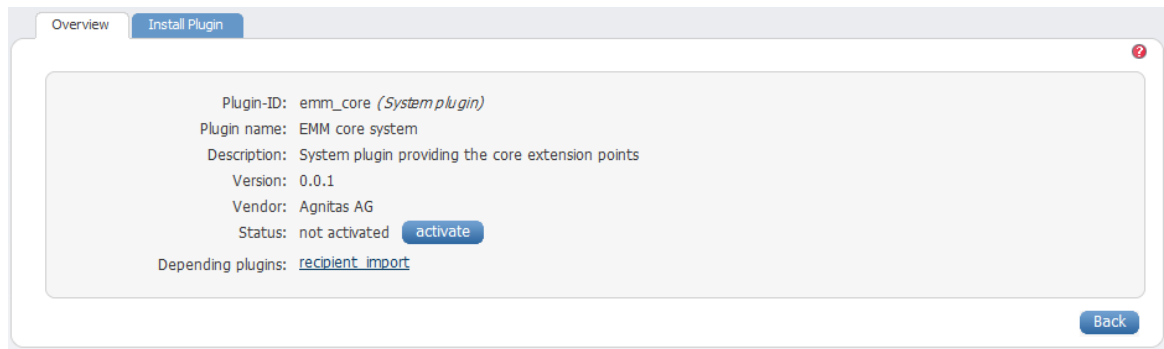 Overview Install Plugin
?
Plugin-ID: emm_core (System plugin)
Plugin name: EMM core system
Description: System plugin providing the core extension points
Version: 0.0.1
Vendor: Agnitas AG
Status: not activated activate
Depending plugins: recipient_import
Back